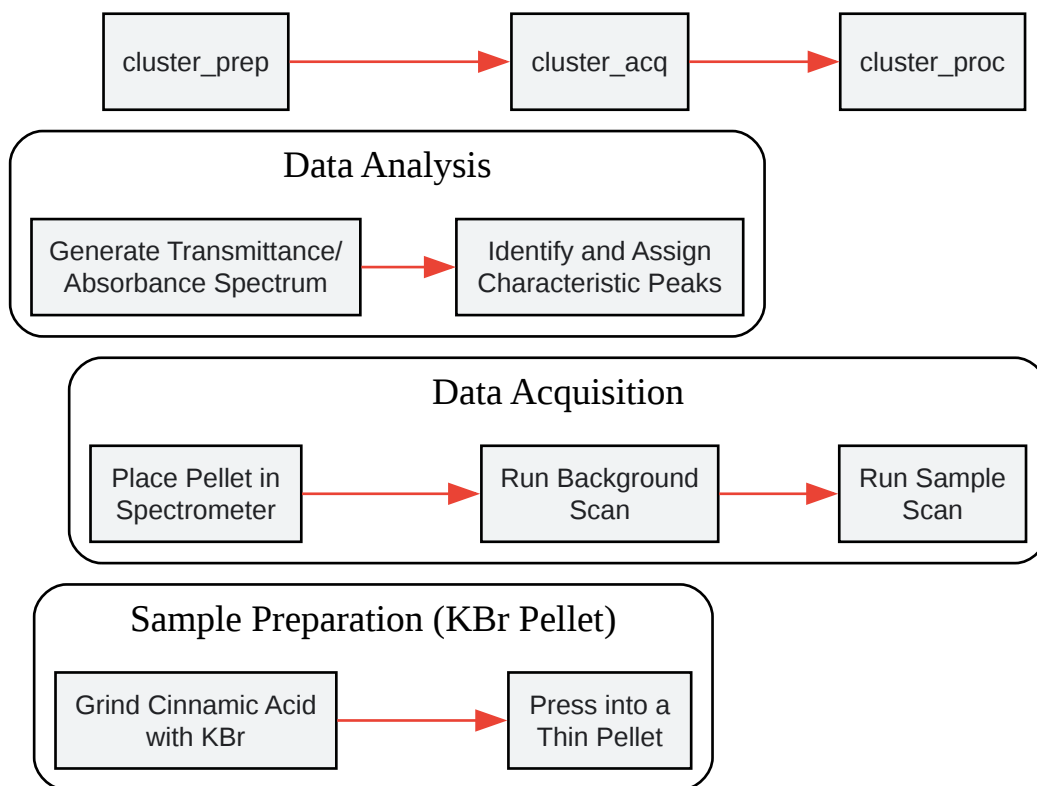 cluster_prep
cluster_acq
cluster_proc
Data Analysis
Generate Transmittance/
Absorbance Spectrum
Identify and Assign
Characteristic Peaks
Data Acquisition
Place Pellet in
Spectrometer
Run Background
Scan
Run Sample
Scan
Sample Preparation (KBr Pellet)
Grind Cinnamic Acid
with KBr
Press into a
Thin Pellet